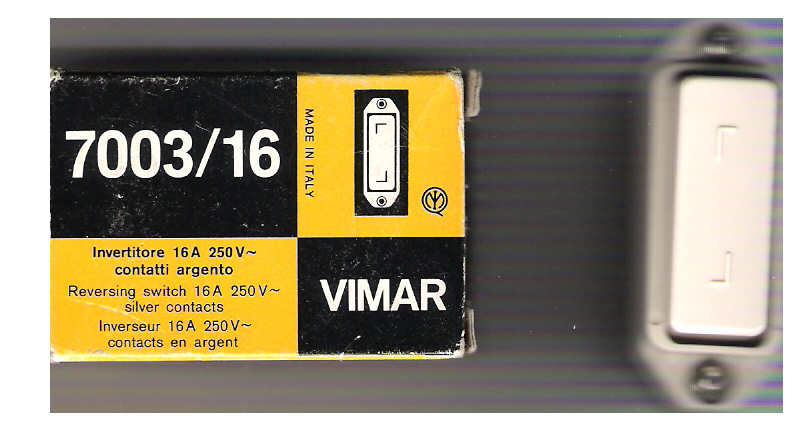 7003/16
MADE IN ITALY
Invertitore 16A 250V~
contatti argento
Reversing switch 16A 250V~
silver contacts
Inverseur 16A 250V~
contacts en argent
VIMAR